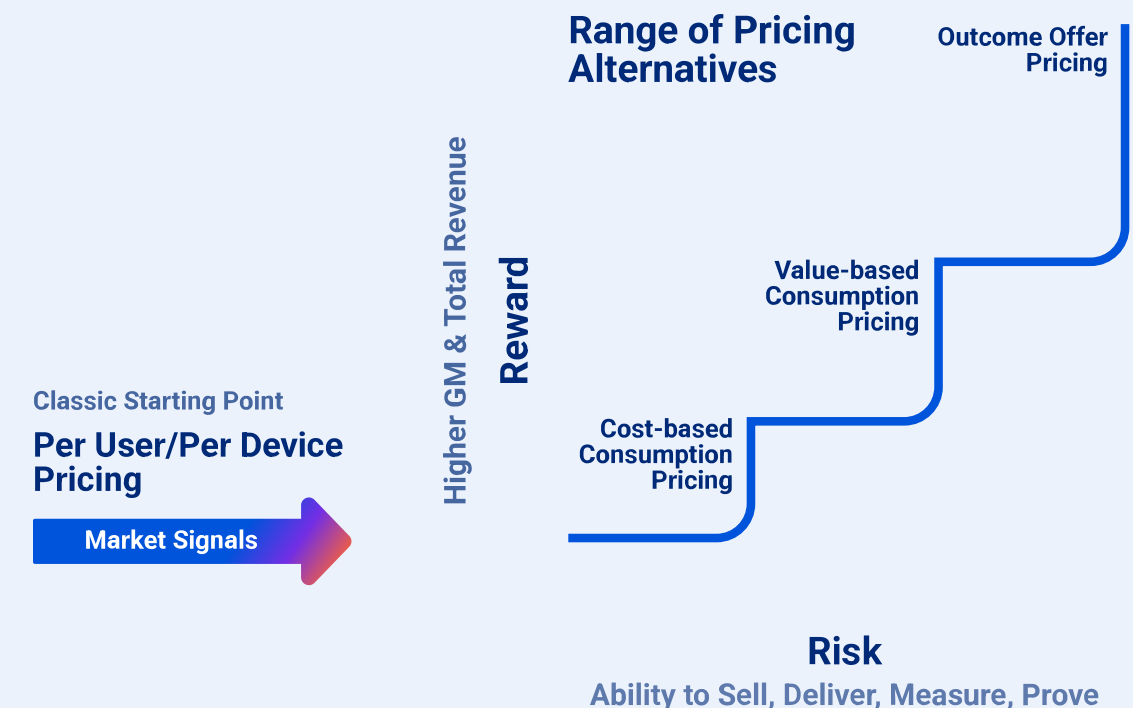 Range of Pricing
Alternatives
Outcome Offer
Pricing
Higher GM & Total Revenue
Reward
Value-based
Consumption
Pricing
Classic Starting Point
Per User/Per Device
Pricing
Market Signals
Cost-based
Consumption
Pricing
Risk
Ability to Sell, Deliver, Measure, Prove